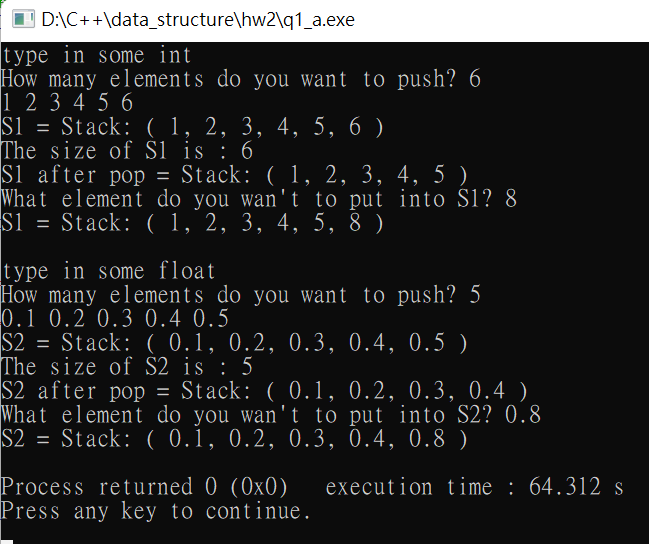 D:\C++\data_structure\hw2\q1_a.exe
type in some int
How many elements do you want to push? 6
1 2 3 4 5 6
S1 = Stack: ( 1, 2, 3, 4, 5, 6 )
The size of S1 is : 6
S1 after pop = Stack: ( 1, 2, 3, 4, 5 )
What element do you wan't to put into S1? 8
S1 = Stack: ( 1, 2, 3, 4, 5, 8 )
type in some float
How many elements do you want to push? 5
0.1 0.2 0.3 0.4 0.5
S2 = Stack: ( 0.1, 0.2, 0.3, 0.4, 0.5 )
The size of S2 is : 5
S2 after pop = Stack: ( 0.1, 0.2, 0.3, 0.4 )
What element do you wan't to put into S2? 0.8
S2 = Stack: ( 0.1, 0.2, 0.3, 0.4, 0.8 )
Process returned 0 (0x0)   execution time : 64.312 s
Press any key to continue.